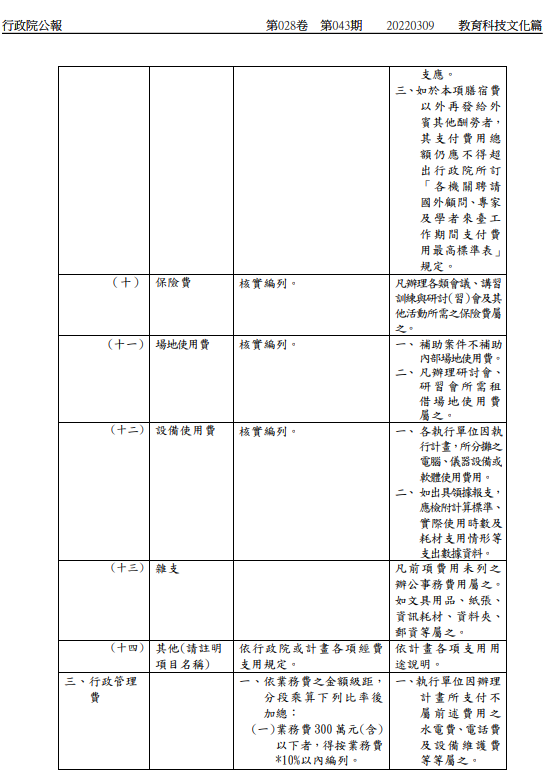 行政院公報 第028卷 第043期 20220309 教育科技文化篇
支應。
三、如於本項膳宿費
以外再發給外
賓其他酬勞者，
其支付費用總
額仍應不得超
出行政院所訂
「各機關聘請
國外顧問、專家
及學者來臺工
作期間支付費
用最高標準表」
規定。
（十） 保險費 核實編列。 凡辦理各類會議、講習
訓練與研討(習)會及其
他活動所需之保險費屬
之。
（十一） 場地使用費 核實編列。 一、補助案件不補助
內部場地使用費。
二、凡辦理研討會、
研習會所需租
借場地使用費
屬之。
（十二） 設備使用費 核實編列。 一、各執行單位因執
行計畫，所分攤之
電腦、儀器設備或
軟體使用費用。
二、如出具領據報支，
應檢附計算標準、
實際使用時數及
耗材支用情形等
支出數據資料。
（十三） 雜支 凡前項費用未列之
辦公事務費用屬之。
如文具用品、紙張、
資訊耗材、資料夾、
郵資等屬之。
（十四） 其他(請註明 依行政院或計畫各項經費 依計畫各項支用用
項目名稱) 支用規定。 途說明。
三、行政管理 一、依業務費之金額級距， 一、執行單位因辦理
費 分段乘算下列比率後 計畫所支付不
加總： 屬前述費用之
(一)業務費300萬元(含) 水電費、電話費
以下者，得按業務費 及設備維護費
*10%以內編列。 等等屬之。